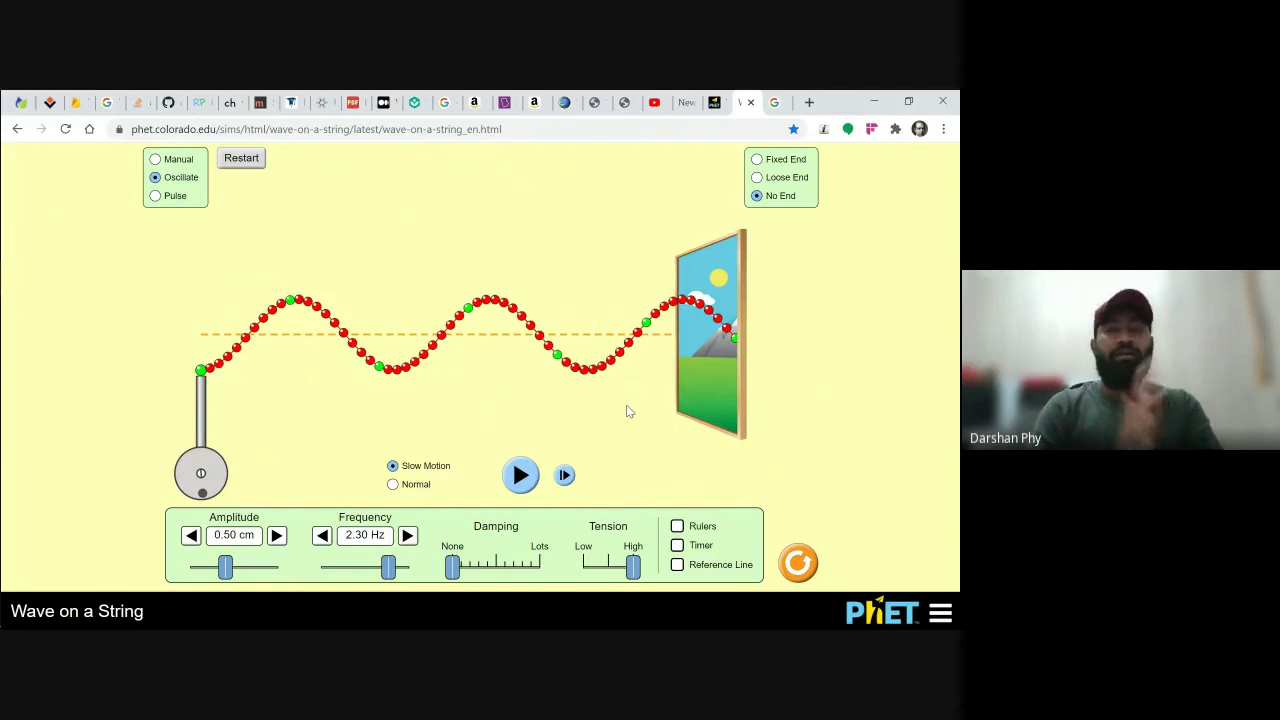 ch
New
phet.colorado.edu/sims/html/wave-on-a-string/latest/wave-on-a-string_en.html
Manual
Oscillate
Pulse
Restart
Fixed End
Loose End
No End
Slow Motion
Normal
Amplitude
0.50 cm
Frequency
2.30 Hz
Damping
None
Lots
Tension
Low
High
Rulers
Timer
Reference Line
Wave on a String
PhET
Darshan Phy